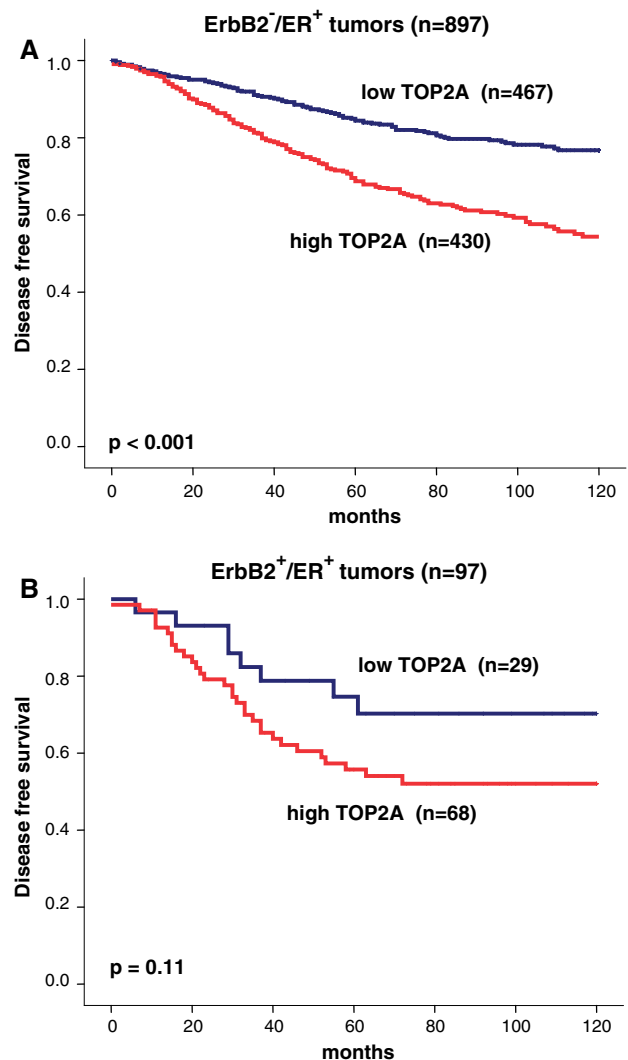 A
ErbB2⁻/ER⁺ tumors (n=897)
1.0
0.8
0.6
0.4
0.2
0.0
Disease free survival
low TOP2A (n=467)
high TOP2A (n=430)
p < 0.001
0 20 40 60 80 100 120
months
B
ErbB2⁺/ER⁺ tumors (n=97)
1.0
0.8
0.6
0.4
0.2
0.0
Disease free survival
low TOP2A (n=29)
high TOP2A (n=68)
p = 0.11
0 20 40 60 80 100 120
months